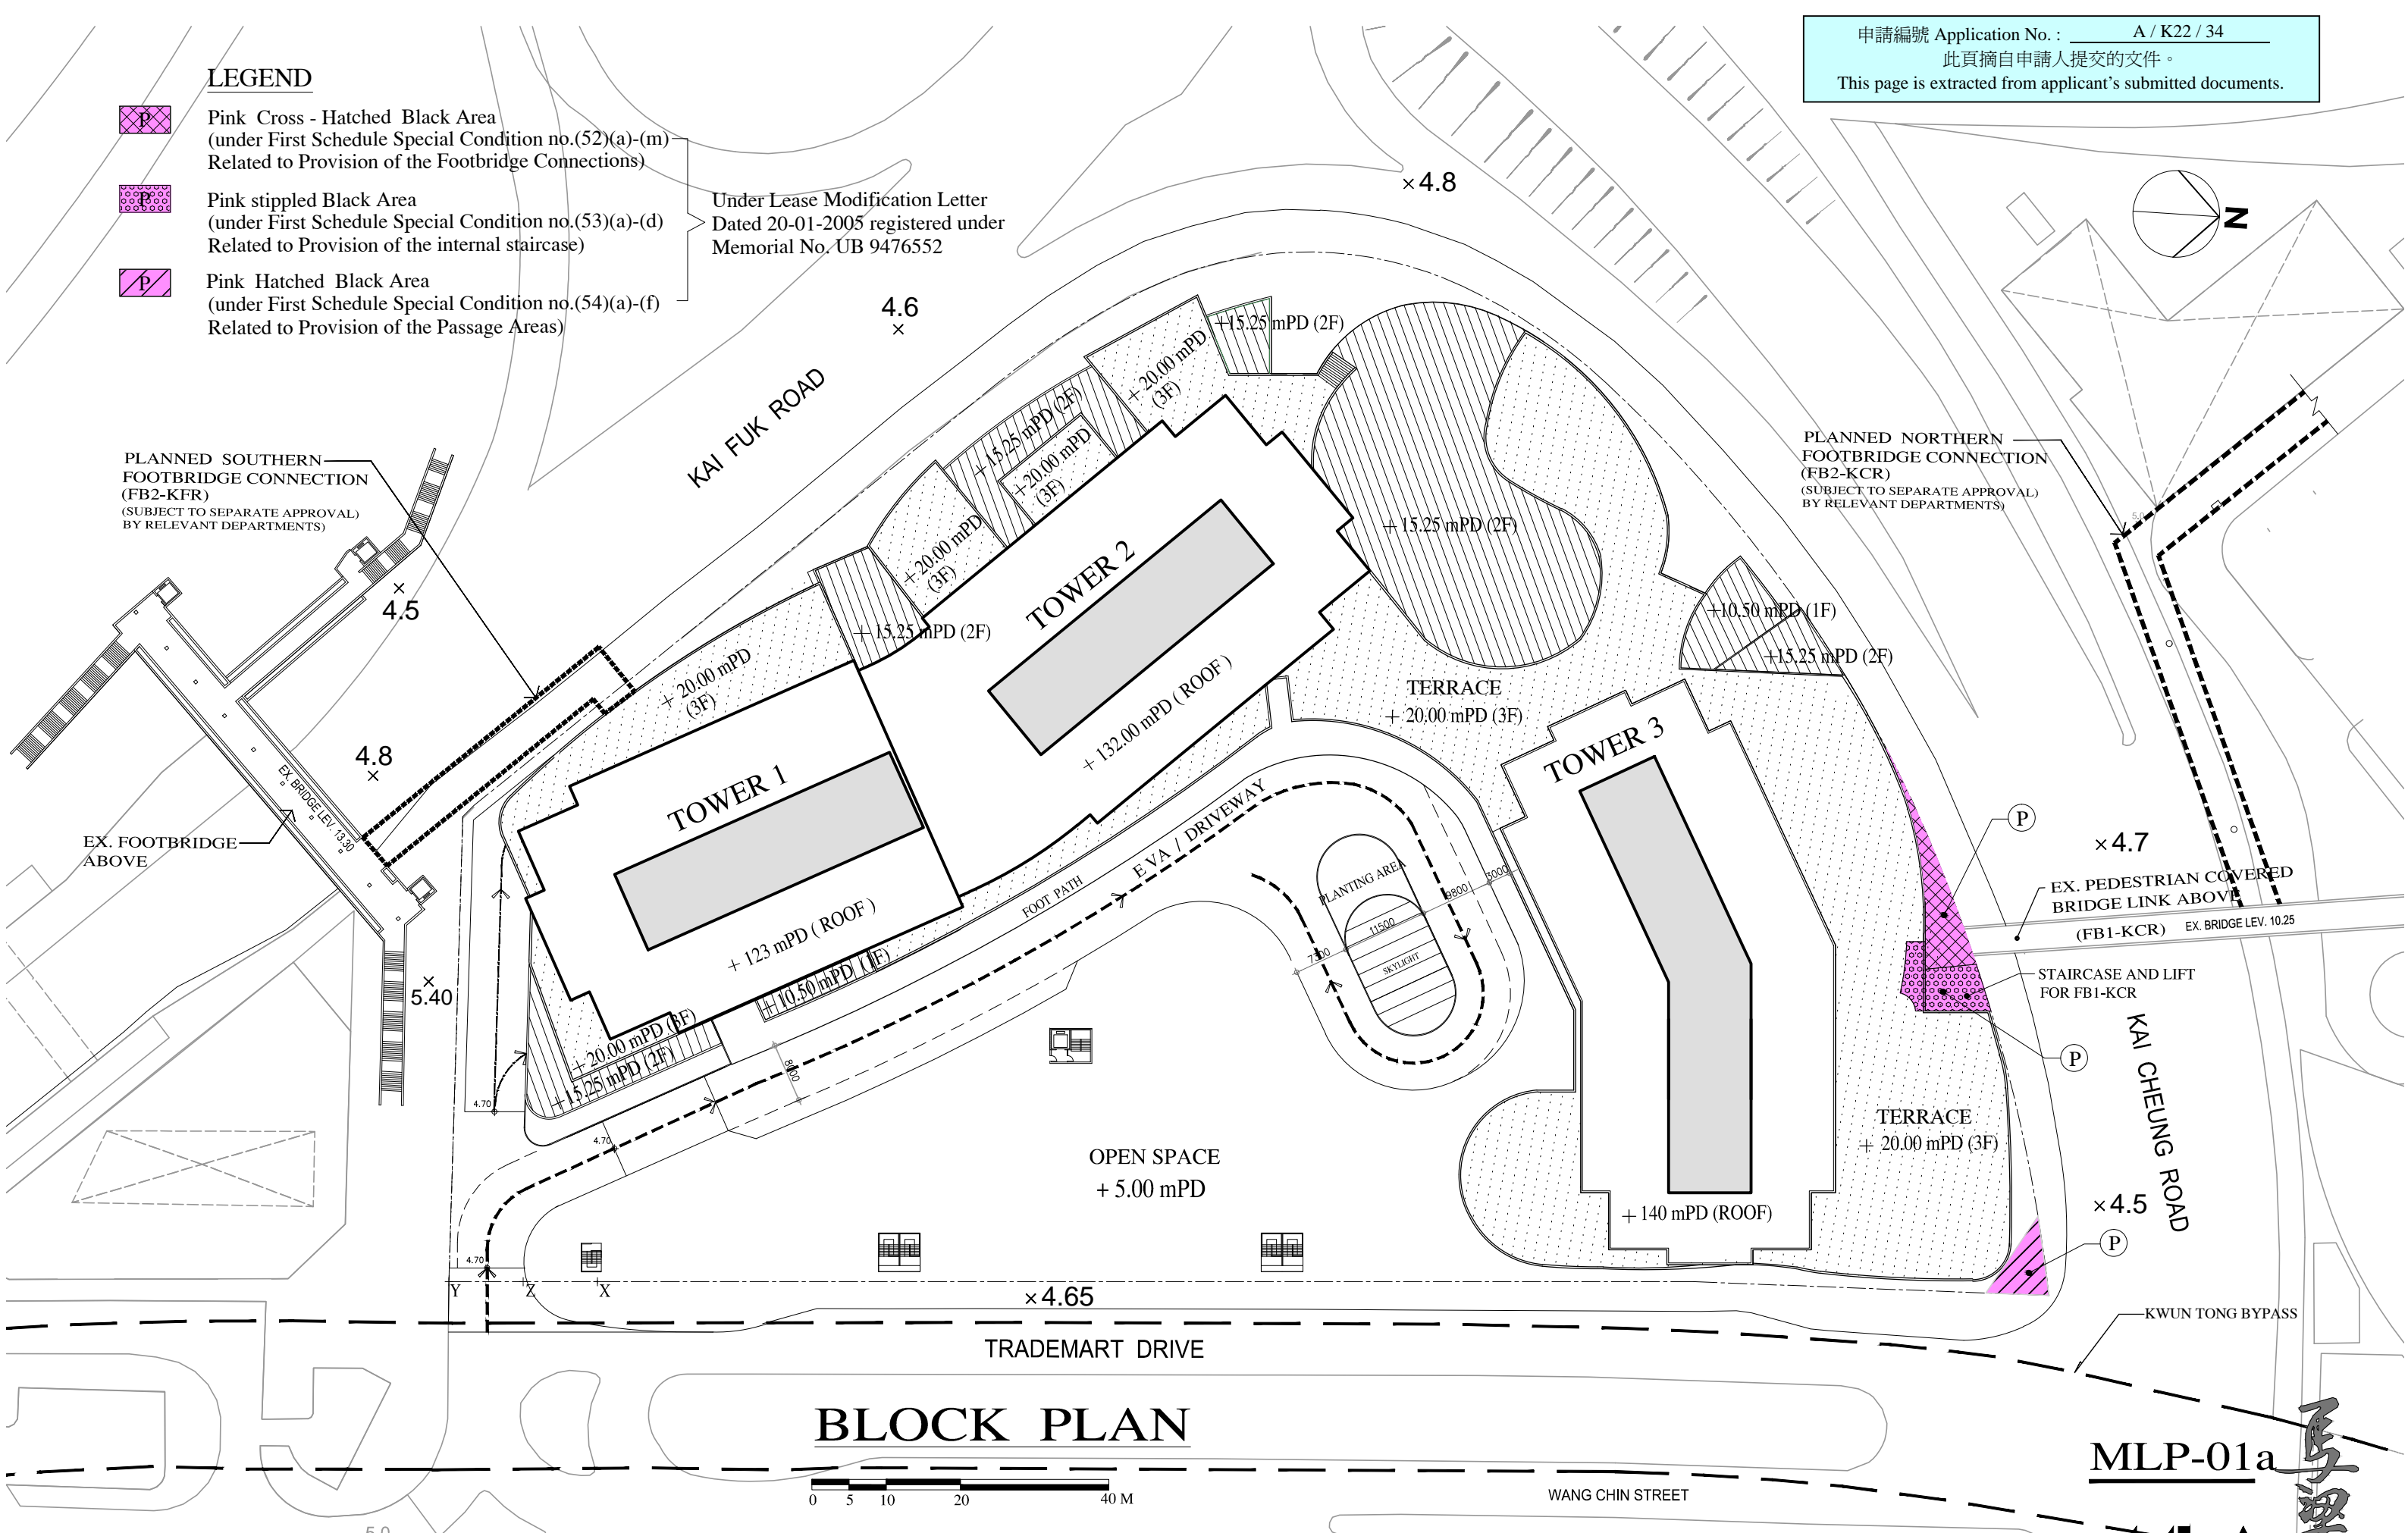 申請編號 Application No. : A / K22 / 34
此頁摘自申請人提交的文件。
This page is extracted from applicant's submitted documents.
LEGEND
P
Pink Cross - Hatched Black Area
(under First Schedule Special Condition no.(52)(a)-(m)
Related to Provision of the Footbridge Connections)
P
Pink stippled Black Area
(under First Schedule Special Condition no.(53)(a)-(d)
Related to Provision of the internal staircase)
P
Pink Hatched Black Area
(under First Schedule Special Condition no.(54)(a)-(f)
Related to Provision of the Passage Areas)
Under Lease Modification Letter
Dated 20-01-2005 registered under
Memorial No. UB 9476552
N
4.8
4.6
KAI FUK ROAD
PLANNED SOUTHERN
FOOTBRIDGE CONNECTION
(FB2-KFR)
(SUBJECT TO SEPARATE APPROVAL)
BY RELEVANT DEPARTMENTS)
PLANNED NORTHERN
FOOTBRIDGE CONNECTION
(FB2-KCR)
(SUBJECT TO SEPARATE APPROVAL)
BY RELEVANT DEPARTMENTS)
4.5
4.8
EX. BRIDGE LEV. 13.30
EX. FOOTBRIDGE
ABOVE
5.40
+15.25 mPD (2F)
+ 20.00 mPD
(3F)
+15.25 mPD (2F)
+20.00 mPD
(3F)
+20.00 mPD
(3F)
+ 15.25 mPD (2F)
+ 20.00 mPD
(3F)
+ 15.25 mPD (2F)
+10.50 mPD (1F)
+15.25 mPD (2F)
TOWER 2
+ 132.00 mPD ( ROOF )
TOWER 1
+ 123 mPD ( ROOF )
+10.50 mPD (1F)
+20.00 mPD (3F)
+15.25 mPD (2F)
TERRACE
+ 20.00 mPD (3F)
TOWER 3
+ 140 mPD (ROOF)
FOOT PATH
E.VA / DRIVEWAY
PLANTING AREA
SKYLIGHT
11500
9800
3000
7300
8000
4.70
4.70
4.70
Y
Z
X
OPEN SPACE
+ 5.00 mPD
TERRACE
+ 20.00 mPD (3F)
P
4.7
EX. PEDESTRIAN COVERED
BRIDGE LINK ABOVE
(FB1-KCR)
EX. BRIDGE LEV. 10.25
STAIRCASE AND LIFT
FOR FB1-KCR
P
KAI CHEUNG ROAD
4.5
P
4.65
TRADEMART DRIVE
KWUN TONG BYPASS
BLOCK PLAN
0 5 10 20 40 M
WANG CHIN STREET
MLP-01a
5.0